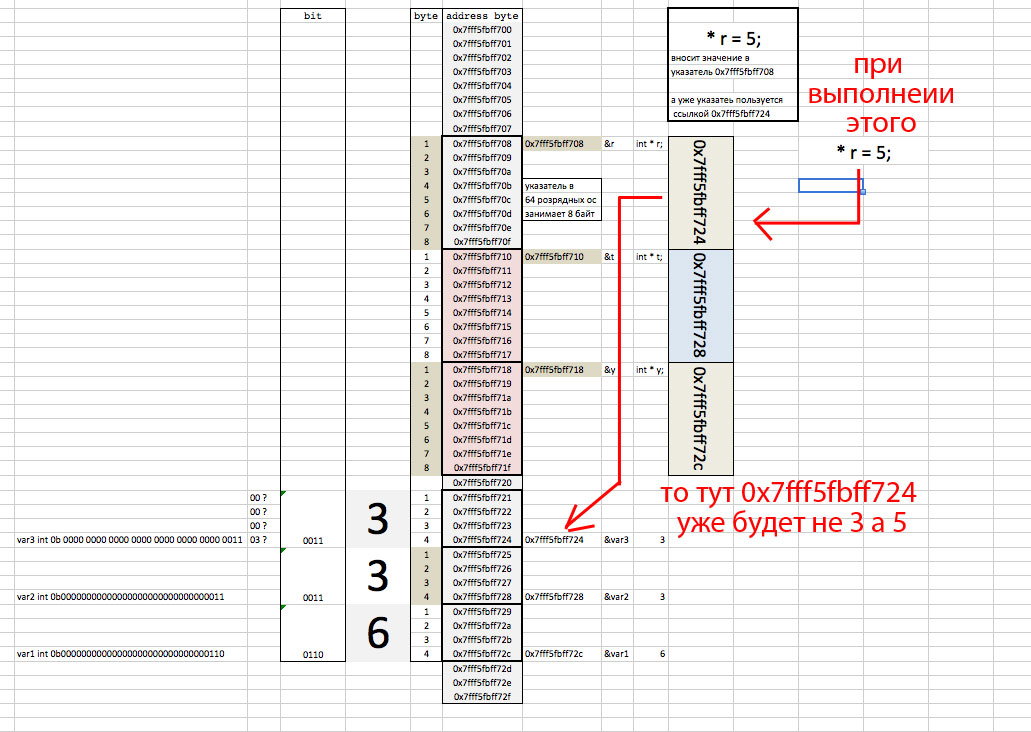 bit byte address byte
0x7fff5fbff700
0x7fff5fbff701
0x7fff5fbff702
0x7fff5fbff703
0x7fff5fbff704
0x7fff5fbff705
0x7fff5fbff706
0x7fff5fbff707
* r = 5;
вносит значение в
указатель 0x7fff5fbff708
а уже указатеь пользуется
ссылкой 0x7fff5fbff724
при
выполнеии
этого
* r = 5;
1 0x7fff5fbff708 0x7fff5fbff708 &r int * r;
2 0x7fff5fbff709
3 0x7fff5fbff70a
4 0x7fff5fbff70b
5 0x7fff5fbff70c
6 0x7fff5fbff70d
7 0x7fff5fbff70e
8 0x7fff5fbff70f
указатель в
64 розрядных ос
занимает 8 байт
0x7fff5fbff724
1 0x7fff5fbff710 0x7fff5fbff710 &t int * t;
2 0x7fff5fbff711
3 0x7fff5fbff712
4 0x7fff5fbff713
5 0x7fff5fbff714
6 0x7fff5fbff715
7 0x7fff5fbff716
8 0x7fff5fbff717
0x7fff5fbff728
1 0x7fff5fbff718 0x7fff5fbff718 &y int * y;
2 0x7fff5fbff719
3 0x7fff5fbff71a
4 0x7fff5fbff71b
5 0x7fff5fbff71c
6 0x7fff5fbff71d
7 0x7fff5fbff71e
8 0x7fff5fbff71f
0x7fff5fbff72c
0x7fff5fbff720
00 ? 1 0x7fff5fbff721
00 ? 2 0x7fff5fbff722
00 ? 3 0x7fff5fbff723
var3 int 0b 0000 0000 0000 0000 0000 0000 0000 0011 03 ? 0011 3 4 0x7fff5fbff724 0x7fff5fbff724 &var3 3
то тут 0x7fff5fbff724
уже будет не 3 а 5
1 0x7fff5fbff725
2 0x7fff5fbff726
3 0x7fff5fbff727
var2 int 0b00000000000000000000000000000011 0011 3 4 0x7fff5fbff728 0x7fff5fbff728 &var2 3
1 0x7fff5fbff729
2 0x7fff5fbff72a
3 0x7fff5fbff72b
var1 int 0b00000000000000000000000000000110 0110 6 4 0x7fff5fbff72c 0x7fff5fbff72c &var1 6
0x7fff5fbff72d
0x7fff5fbff72e
0x7fff5fbff72f